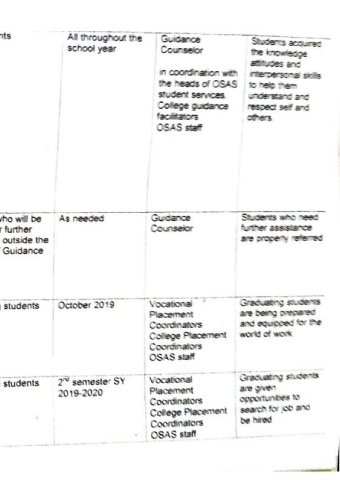 nts
All throughout the
school year
Guidance
Counselor
in coordination with
the heads of OSAS
student services,
College guidance
facilitators
OSAS staff
Students acquired
the knowledge,
attitudes and
interpersonal skills
to help them
understand and
respect self and
others.
who will be
r further
outside the
Guidance
As needed
Guidance
Counselor
Students who need
further assistance
are properly referred
students
October 2019
Vocational
Placement
Coordinators
College Placement
Coordinators
OSAS staff
Graduating students
are being prepared
and equipped for the
world of work
students
2nd semester SY
2019-2020
Vocational
Placement
Coordinators
College Placement
Coordinators
OSAS staff
Graduating students
are given
opportunities to
search for job and
be hired